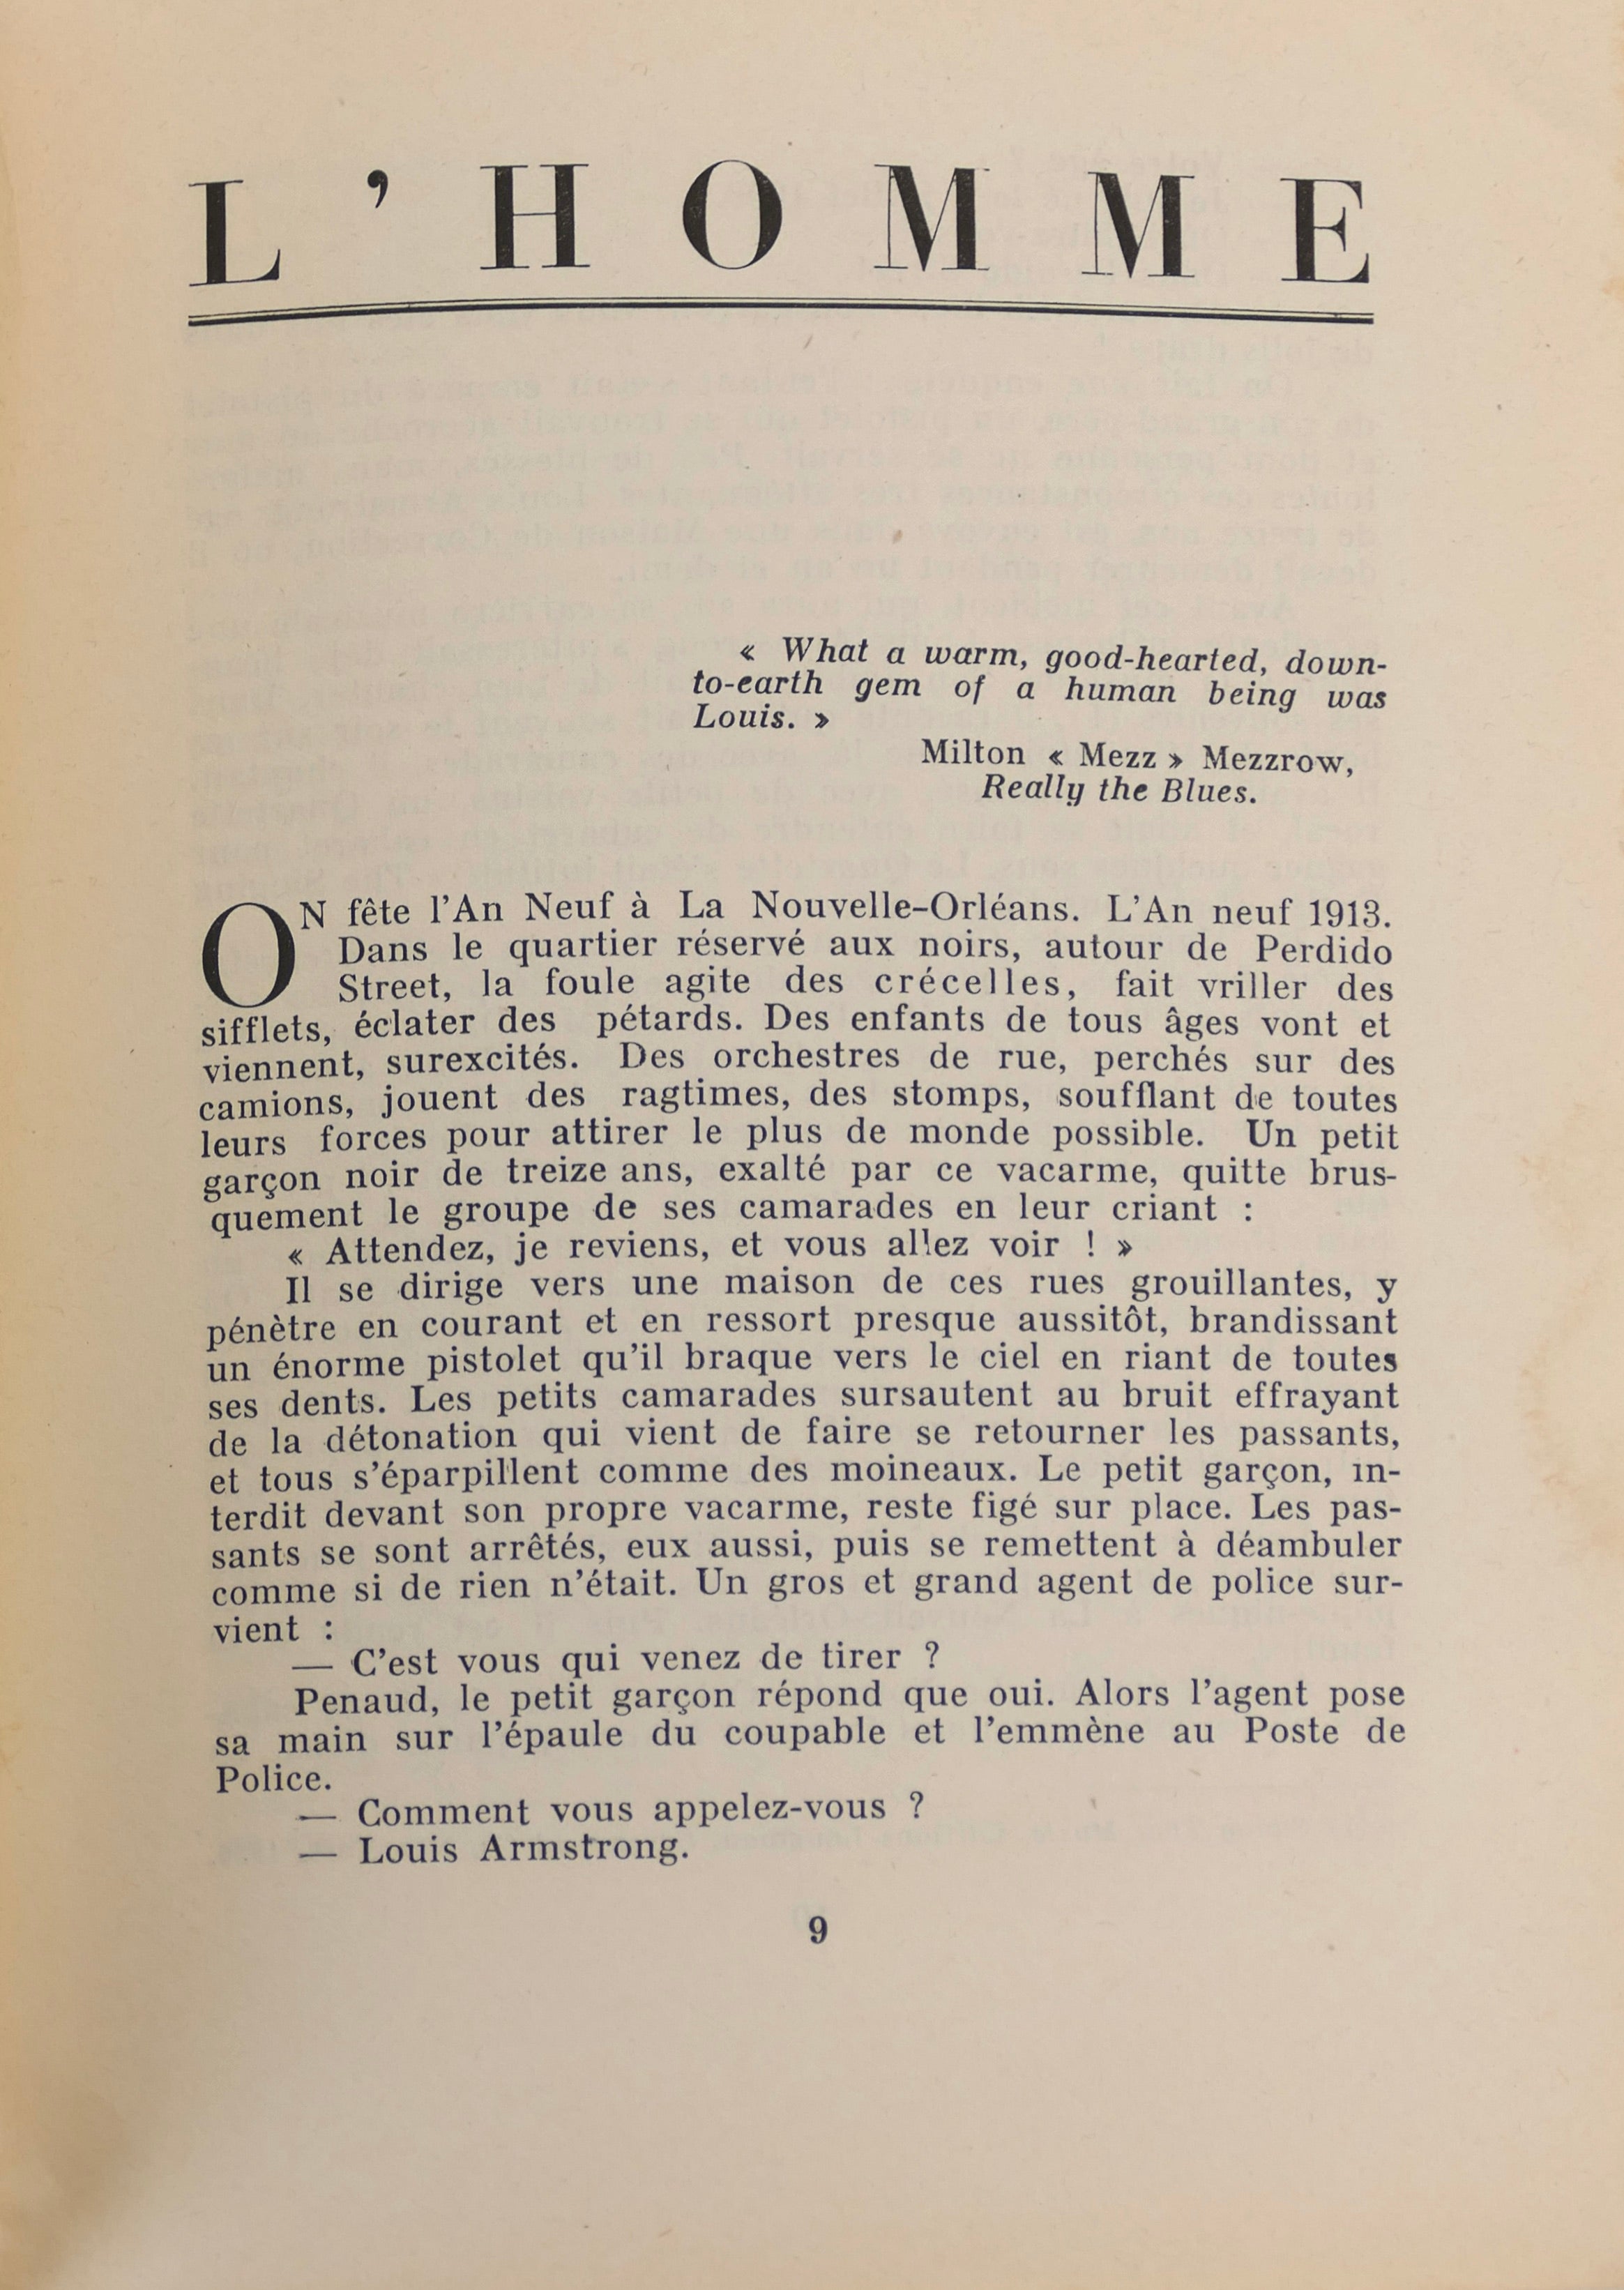 L'HOMME
« What a warm, good-hearted, down-
to-earth gem of a human being was
Louis. »
Milton « Mezz » Mezzrow,
Really the Blues.
ON fête l'An Neuf à La Nouvelle-Orléans. L'An neuf 1913.
Dans le quartier réservé aux noirs, autour de Perdido
Street, la foule agite des crécelles, fait vriller des
sifflets, éclater des pétards. Des enfants de tous âges vont et
viennent, surexcités. Des orchestres de rue, perchés sur des
camions, jouent des ragtimes, des stomps, soufflant de toutes
leurs forces pour attirer le plus de monde possible. Un petit
garçon noir de treize ans, exalté par ce vacarme, quitte brus-
quement le groupe de ses camarades en leur criant :
« Attendez, je reviens, et vous allez voir ! »
Il se dirige vers une maison de ces rues grouillantes, y
pénètre en courant et en ressort presque aussitôt, brandissant
un énorme pistolet qu'il braque vers le ciel en riant de toutes
ses dents. Les petits camarades sursautent au bruit effrayant
de la détonation qui vient de faire se retourner les passants,
et tous s'éparpillent comme des moineaux. Le petit garçon, in-
terdit devant son propre vacarme, reste figé sur place. Les pas-
sants se sont arrêtés, eux aussi, puis se remettent à déambuler
comme si de rien n'était. Un gros et grand agent de police sur-
vient :
— C'est vous qui venez de tirer ?
Penaud, le petit garçon répond que oui. Alors l'agent pose
sa main sur l'épaule du coupable et l'emmène au Poste de
Police.
— Comment vous appelez-vous ?
— Louis Armstrong.
9